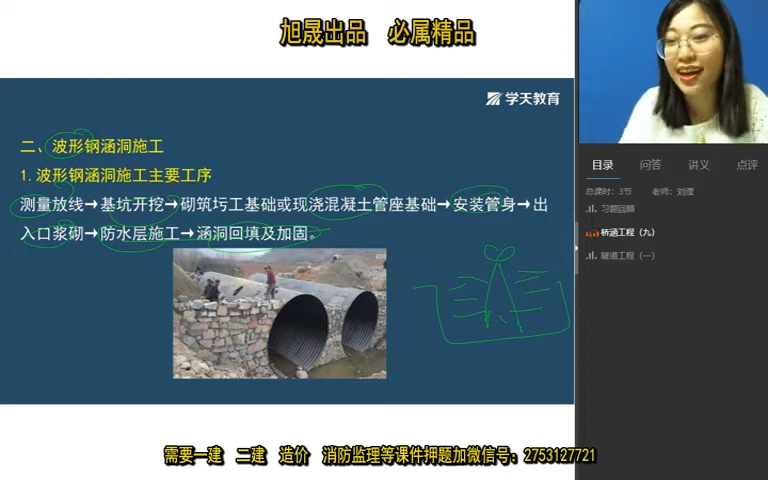 旭晟出品 必属精品
学天教育
二、波形钢涵洞施工
1.波形钢涵洞施工主要工序
测量放线→基坑开挖→砌筑圬工基础或现浇混凝土管座基础→安装管身→出
入口浆砌→防水层施工→涵洞回填及加固。
目录 问答 讲义 点评
总课时：3节 老师：刘滢
习题回顾
桥涵工程（九）
隧道工程（一）
需要一建 二建 造价 消防监理等课件押题加微信号：2753127721